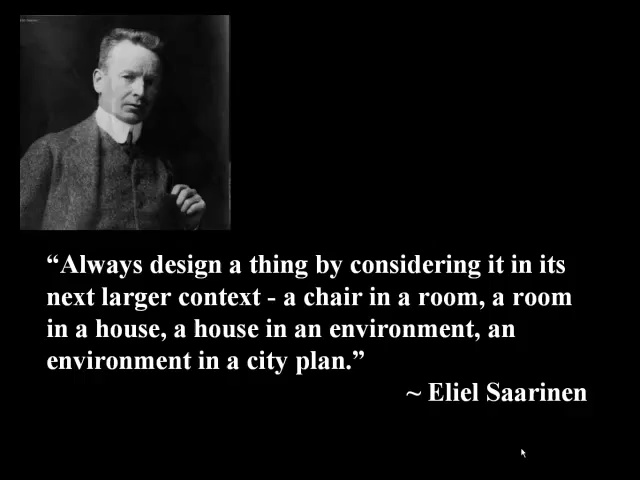 “Always design a thing by considering it in its
next larger context - a chair in a room, a room
in a house, a house in an environment, an
environment in a city plan.”
~ Eliel Saarinen